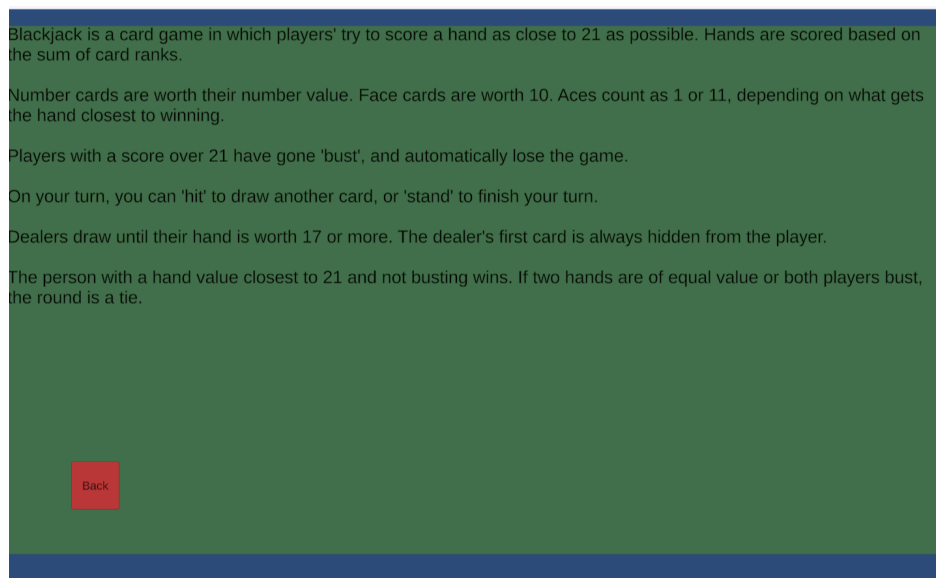 Blackjack is a card game in which players' try to score a hand as close to 21 as possible. Hands are scored based on
the sum of card ranks.
Number cards are worth their number value. Face cards are worth 10. Aces count as 1 or 11, depending on what gets
the hand closest to winning.
Players with a score over 21 have gone 'bust', and automatically lose the game.
On your turn, you can 'hit' to draw another card, or 'stand' to finish your turn.
Dealers draw until their hand is worth 17 or more. The dealer's first card is always hidden from the player.
The person with a hand value closest to 21 and not busting wins. If two hands are of equal value or both players bust,
the round is a tie.
Back